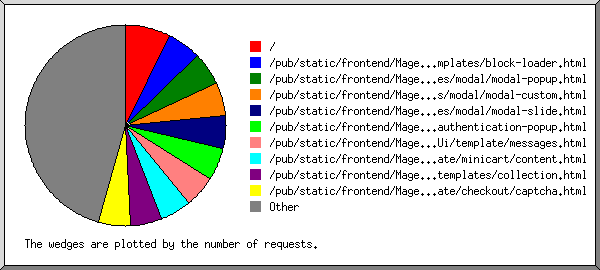 /
/pub/static/frontend/Mage...mplates/block-loader.html
/pub/static/frontend/Mage...es/modal/modal-popup.html
/pub/static/frontend/Mage...s/modal/modal-custom.html
/pub/static/frontend/Mage...es/modal/modal-slide.html
/pub/static/frontend/Mage...authentication-popup.html
/pub/static/frontend/Mage...Ui/template/messages.html
/pub/static/frontend/Mage...ate/minicart/content.html
/pub/static/frontend/Mage...templates/collection.html
/pub/static/frontend/Mage...ate/checkout/captcha.html
Other
The wedges are plotted by the number of requests.